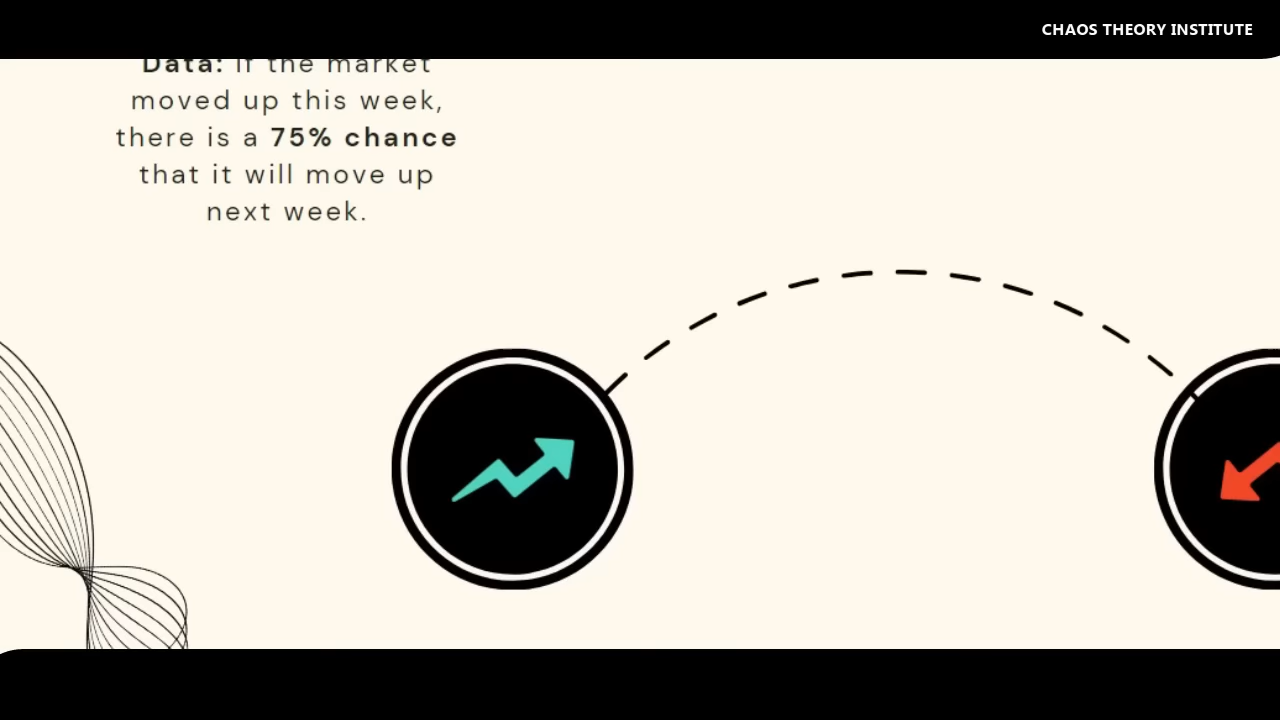 CHAOS THEORY INSTITUTE
Data: If the market
moved up this week,
there is a 75% chance
that it will move up
next week.